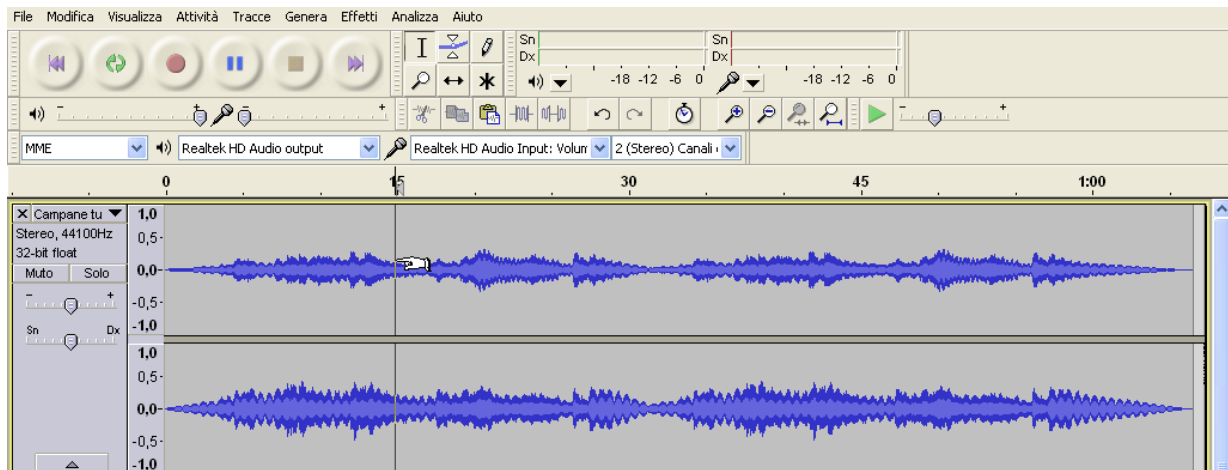 File Modifica Visualizza Attività Tracce Genera Effetti Analizza Aiuto
Sn Sn
Dx Dx
-18 -12 -6 0 -18 -12 -6 0
- + - + - +
MME Realtek HD Audio output Realtek HD Audio Input: Volum 2 (Stereo) Canali
0 15 30 45 1:00
Campane tu 1,0
Stereo, 44100Hz 0,5
32-bit float
Muto Solo 0,0
- + -0,5
Sn Dx -1,0
1,0
0,5
0,0
-0,5
-1,0